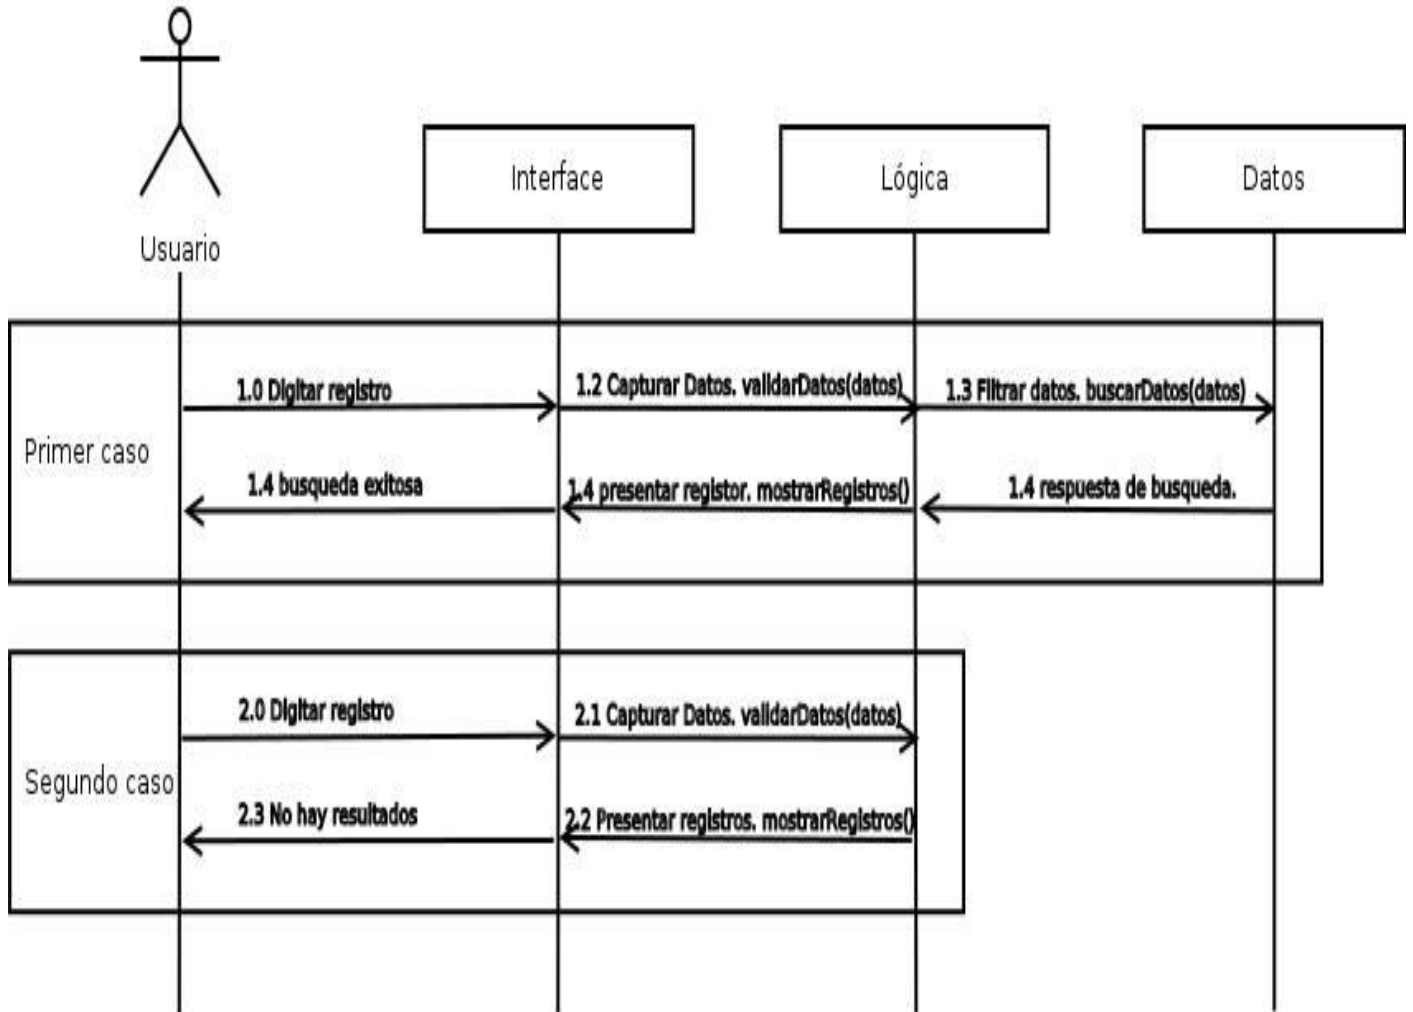 Interface
Lógica
Datos
Usuario
1.0 Digitar registro
1.2 Capturar Datos. validarDatos(datos)
1.3 Filtrar datos. buscarDatos(datos)
Primer caso
1.4 busqueda exitosa
1.4 presentar registor. mostrarRegistros()
1.4 respuesta de busqueda.
2.0 Digitar registro
2.1 Capturar Datos. validarDatos(datos)
Segundo caso
2.3 No hay resultados
2.2 Presentar registros. mostrarRegistros()